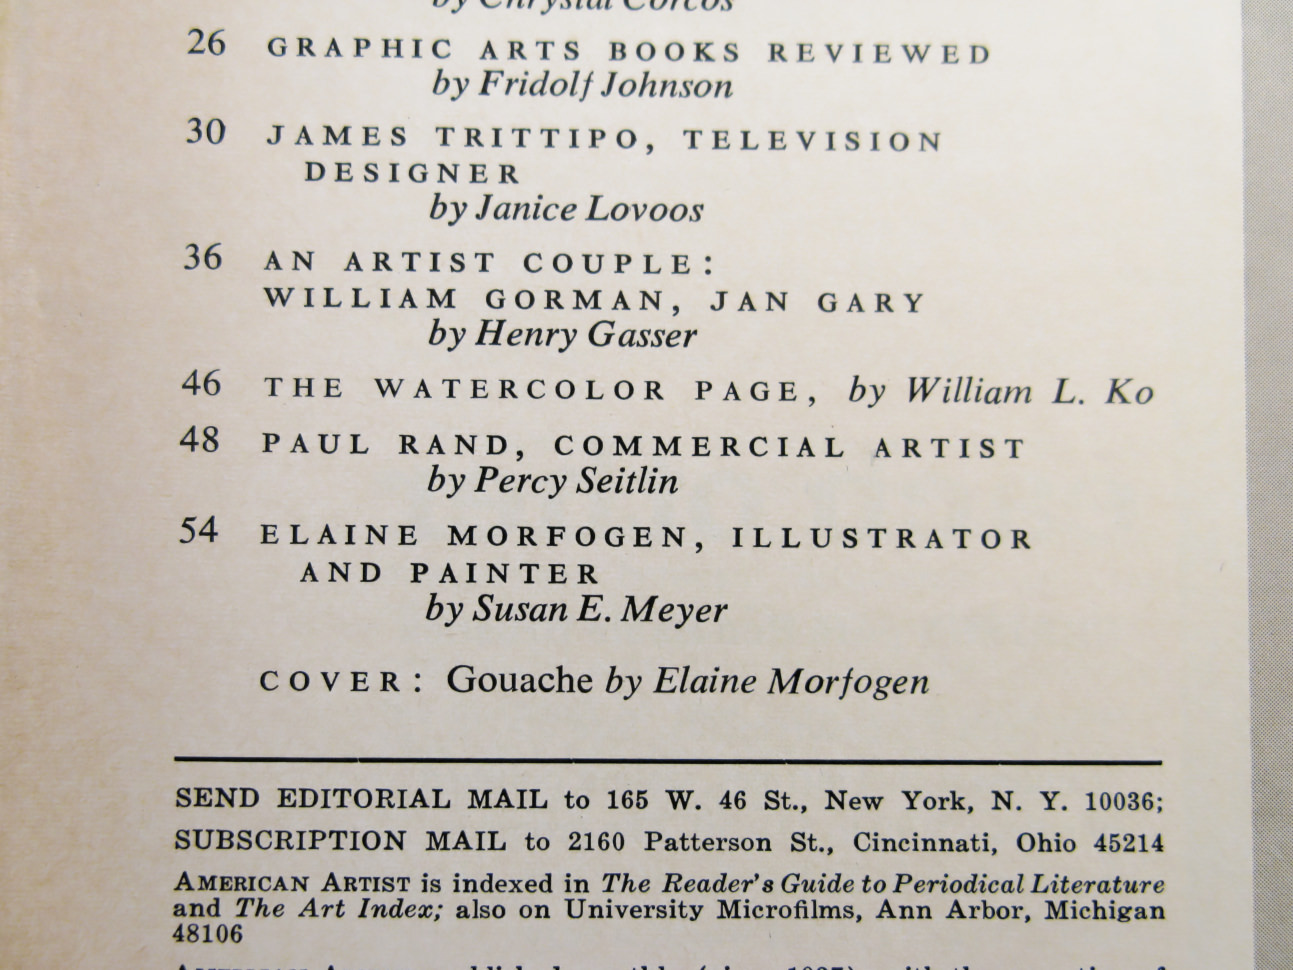 by Chrystal Corcos
26 GRAPHIC ARTS BOOKS REVIEWED
by Fridolf Johnson
30 JAMES TRITTIPO, TELEVISION
DESIGNER
by Janice Lovoos
36 AN ARTIST COUPLE:
WILLIAM GORMAN, JAN GARY
by Henry Gasser
46 THE WATERCOLOR PAGE, by William L. Ko
48 PAUL RAND, COMMERCIAL ARTIST
by Percy Seitlin
54 ELAINE MORFOGEN, ILLUSTRATOR
AND PAINTER
by Susan E. Meyer
COVER: Gouache by Elaine Morfogen
SEND EDITORIAL MAIL to 165 W. 46 St., New York, N. Y. 10036;
SUBSCRIPTION MAIL to 2160 Patterson St., Cincinnati, Ohio 45214
AMERICAN ARTIST is indexed in The Reader's Guide to Periodical Literature
and The Art Index; also on University Microfilms, Ann Arbor, Michigan
48106